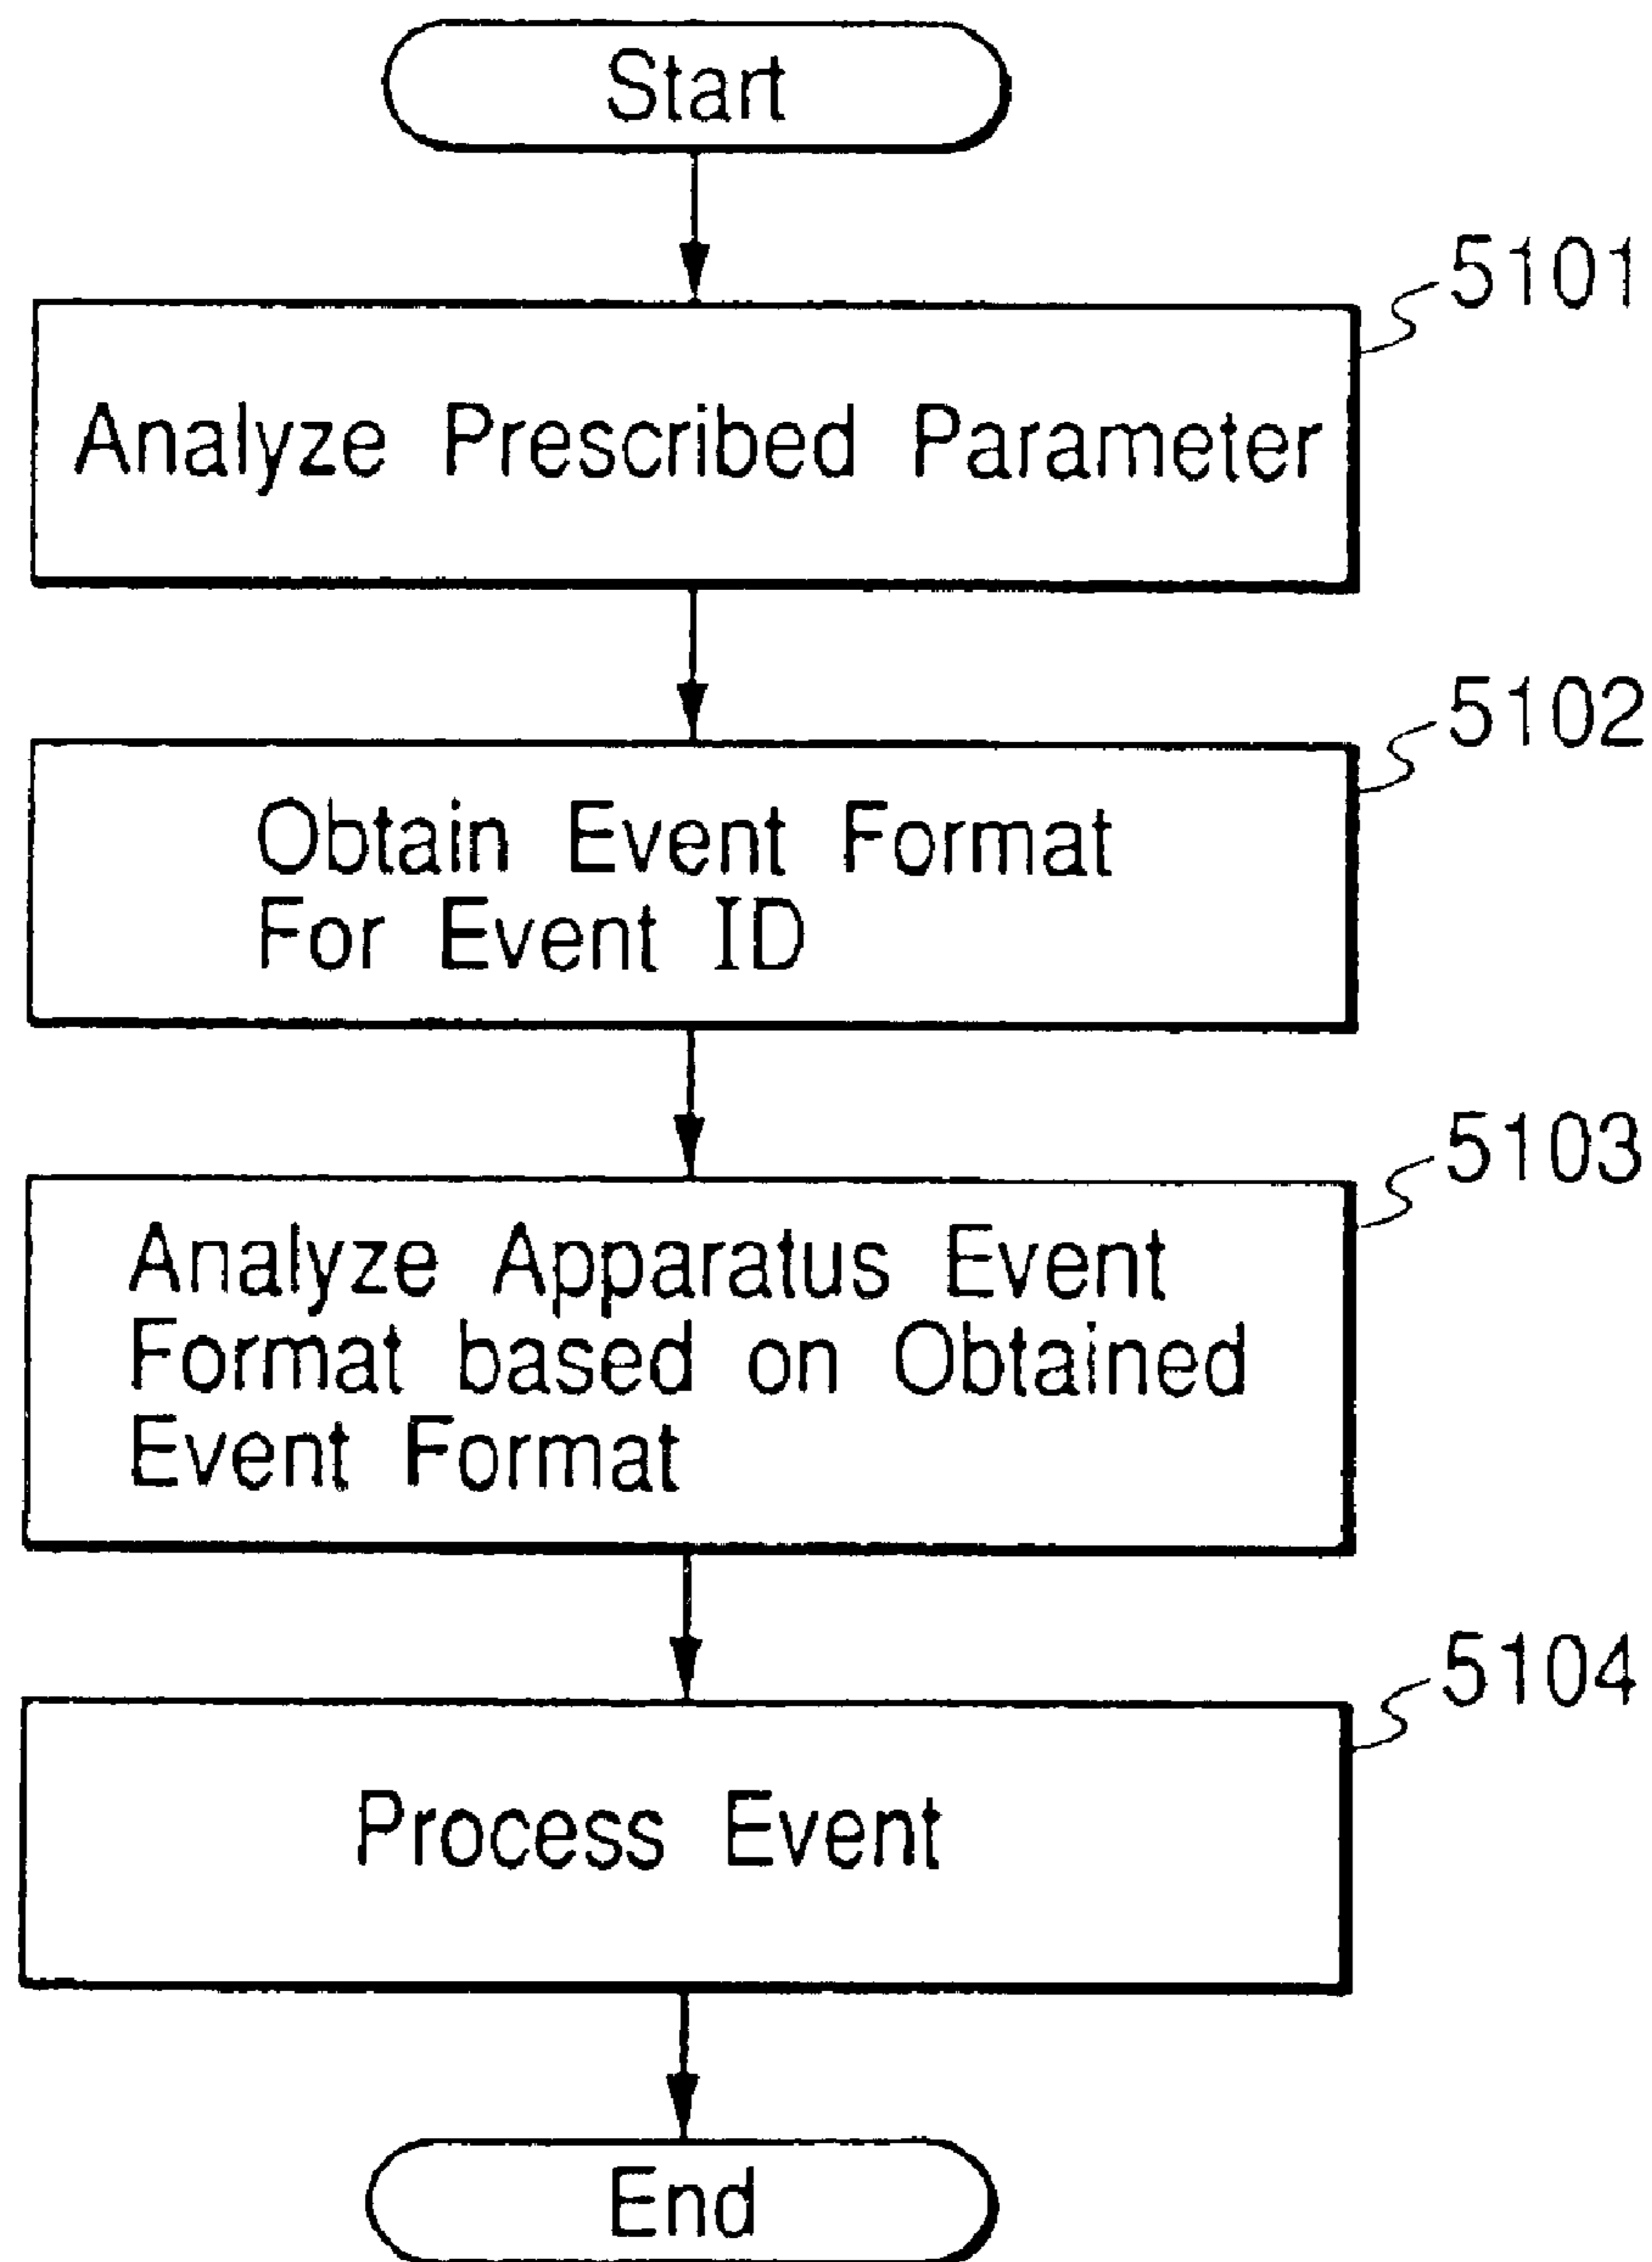 Start
5101
Analyze Prescribed Parameter
5102
Obtain Event Format
For Event ID
5103
Analyze Apparatus Event
Format based on Obtained
Event Format
5104
Process Event
End